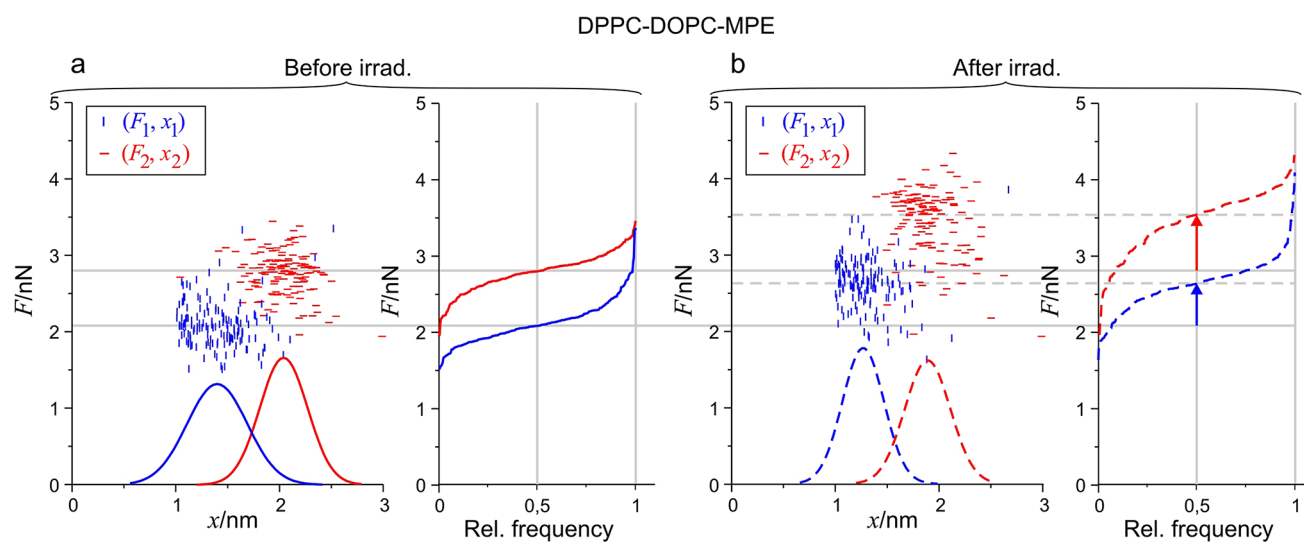 DPPC-DOPC-MPE
a
Before irrad.
5
4
3
2
1
0
F/nN
(F1, x1)
(F2, x2)
0
1
2
3
x/nm
5
4
3
2
1
0
F/nN
0
0,5
1
Rel. frequency
b
After irrad.
5
4
3
2
1
0
F/nN
(F1, x1)
(F2, x2)
0
1
2
3
x/nm
5
4
3
2
1
0
F/nN
0
0,5
1
Rel. frequency